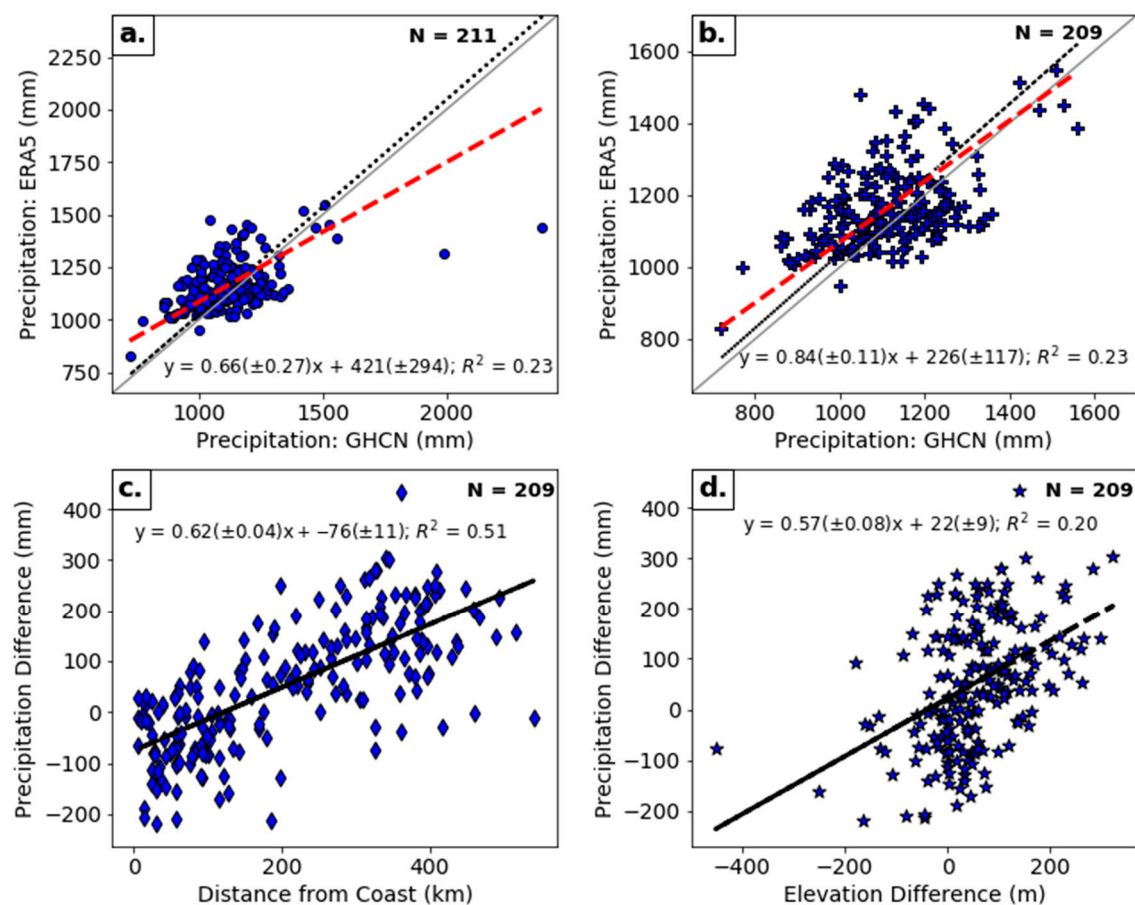 a.
N = 211
2250
2000
1750
1500
1250
1000
750
Precipitation: ERA5 (mm)
y = 0.66(±0.27)x + 421(±294); R² = 0.23
1000 1500 2000
Precipitation: GHCN (mm)
b.
N = 209
1600
1400
1200
1000
800
Precipitation: ERA5 (mm)
y = 0.84(±0.11)x + 226(±117); R² = 0.23
800 1000 1200 1400 1600
Precipitation: GHCN (mm)
c.
N = 209
y = 0.62(±0.04)x + −76(±11); R² = 0.51
400
300
200
100
0
−100
−200
Precipitation Difference (mm)
0 200 400
Distance from Coast (km)
d.
N = 209
y = 0.57(±0.08)x + 22(±9); R² = 0.20
400
300
200
100
0
−100
−200
Precipitation Difference (mm)
−400 −200 0 200
Elevation Difference (m)